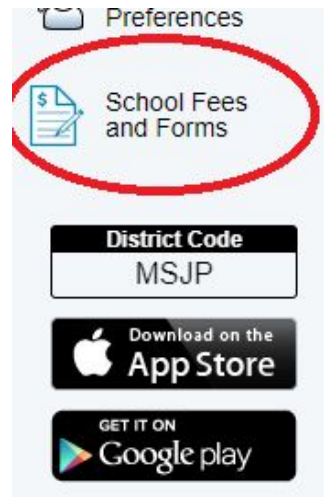 Preferences
$
School Fees
and Forms
District Code
MSJP
Download on the
App Store
GET IT ON
Google play